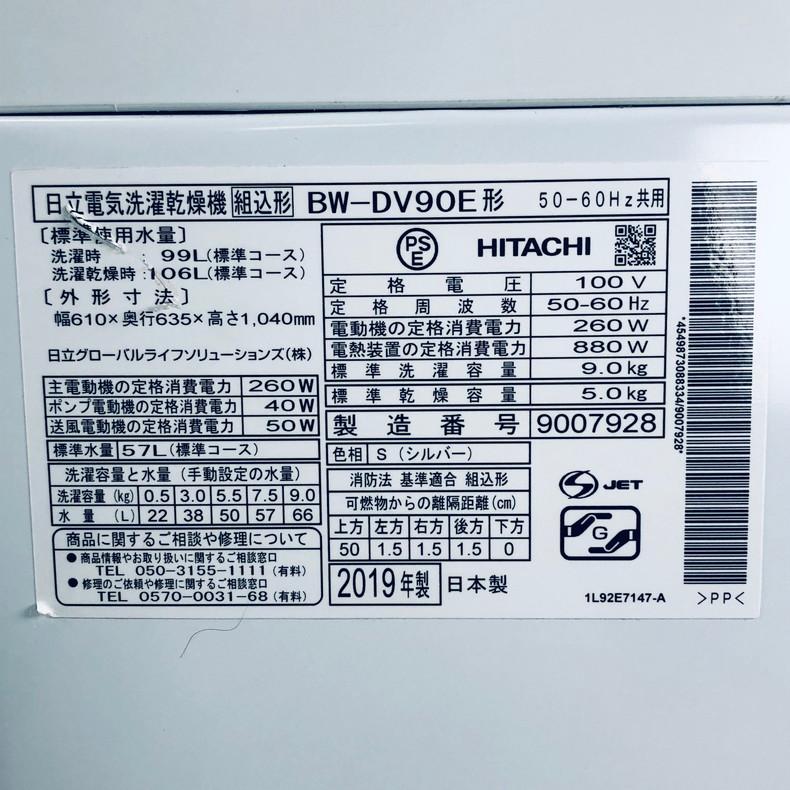 日立電気洗濯乾燥機 組込形 BW-DV90E形 50-60Hz共用
〔標準使用水量〕
洗濯時 : 99L(標準コース)
洗濯乾燥時:106L(標準コース)
〔外形寸法〕
幅610×奥行635×高さ1,040mm
日立グローバルライフソリューションズ(株)
主電動機の定格消費電力 260W
ポンプ電動機の定格消費電力 40W
送風電動機の定格消費電力 50W
標準水量 57L(標準コース)
洗濯容量と水量(手動設定の水量)
洗濯容量(kg) 0.5 3.0 5.5 7.5 9.0
水量(L) 22 38 50 57 66
商品に関するご相談や修理について
●商品情報やお取り扱いに関するご相談窓口
TEL 050-3155-1111(有料)
●修理のご依頼や修理に関するご相談窓口
TEL 0570-0031-68(有料)
PSE HITACHI
定格電圧 100V
定格周波数 50-60Hz
電動機の定格消費電力 260W
電熱装置の定格消費電力 880W
標準洗濯容量 9.0kg
標準乾燥容量 5.0kg
製造番号 9007928
色相 S(シルバー)
消防法 基準適合 組込形
可燃物からの離隔距離(cm)
上方 左方 右方 後方 下方
50 1.5 1.5 1.5 0
2019年製 日本製
S JET
G
1L92E7147-A >PP<
*4549873088334/9007928*